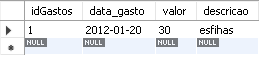 idGastos data_gasto valor descricao
1 2012-01-20 30 esfihas
NULL NULL NULL NULL